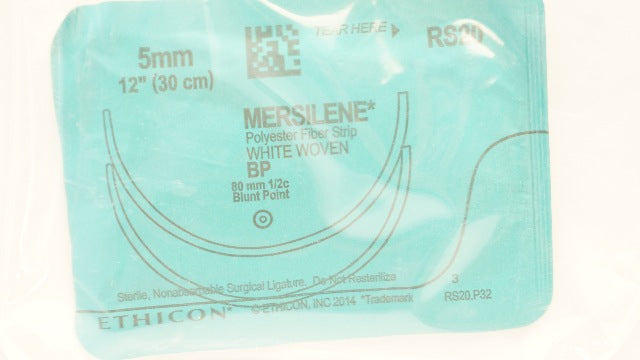 5mm
12" (30 cm)
TEAR HERE
RS20
MERSILENE*
Polyester Fiber Strip
WHITE WOVEN
BP
80 mm 1/2c
Blunt Point
Sterile, Nonabsorbable Surgical Ligature. Do Not Resterilize
3
ETHICON*
© ETHICON, INC 2014 *Trademark
RS20.P32